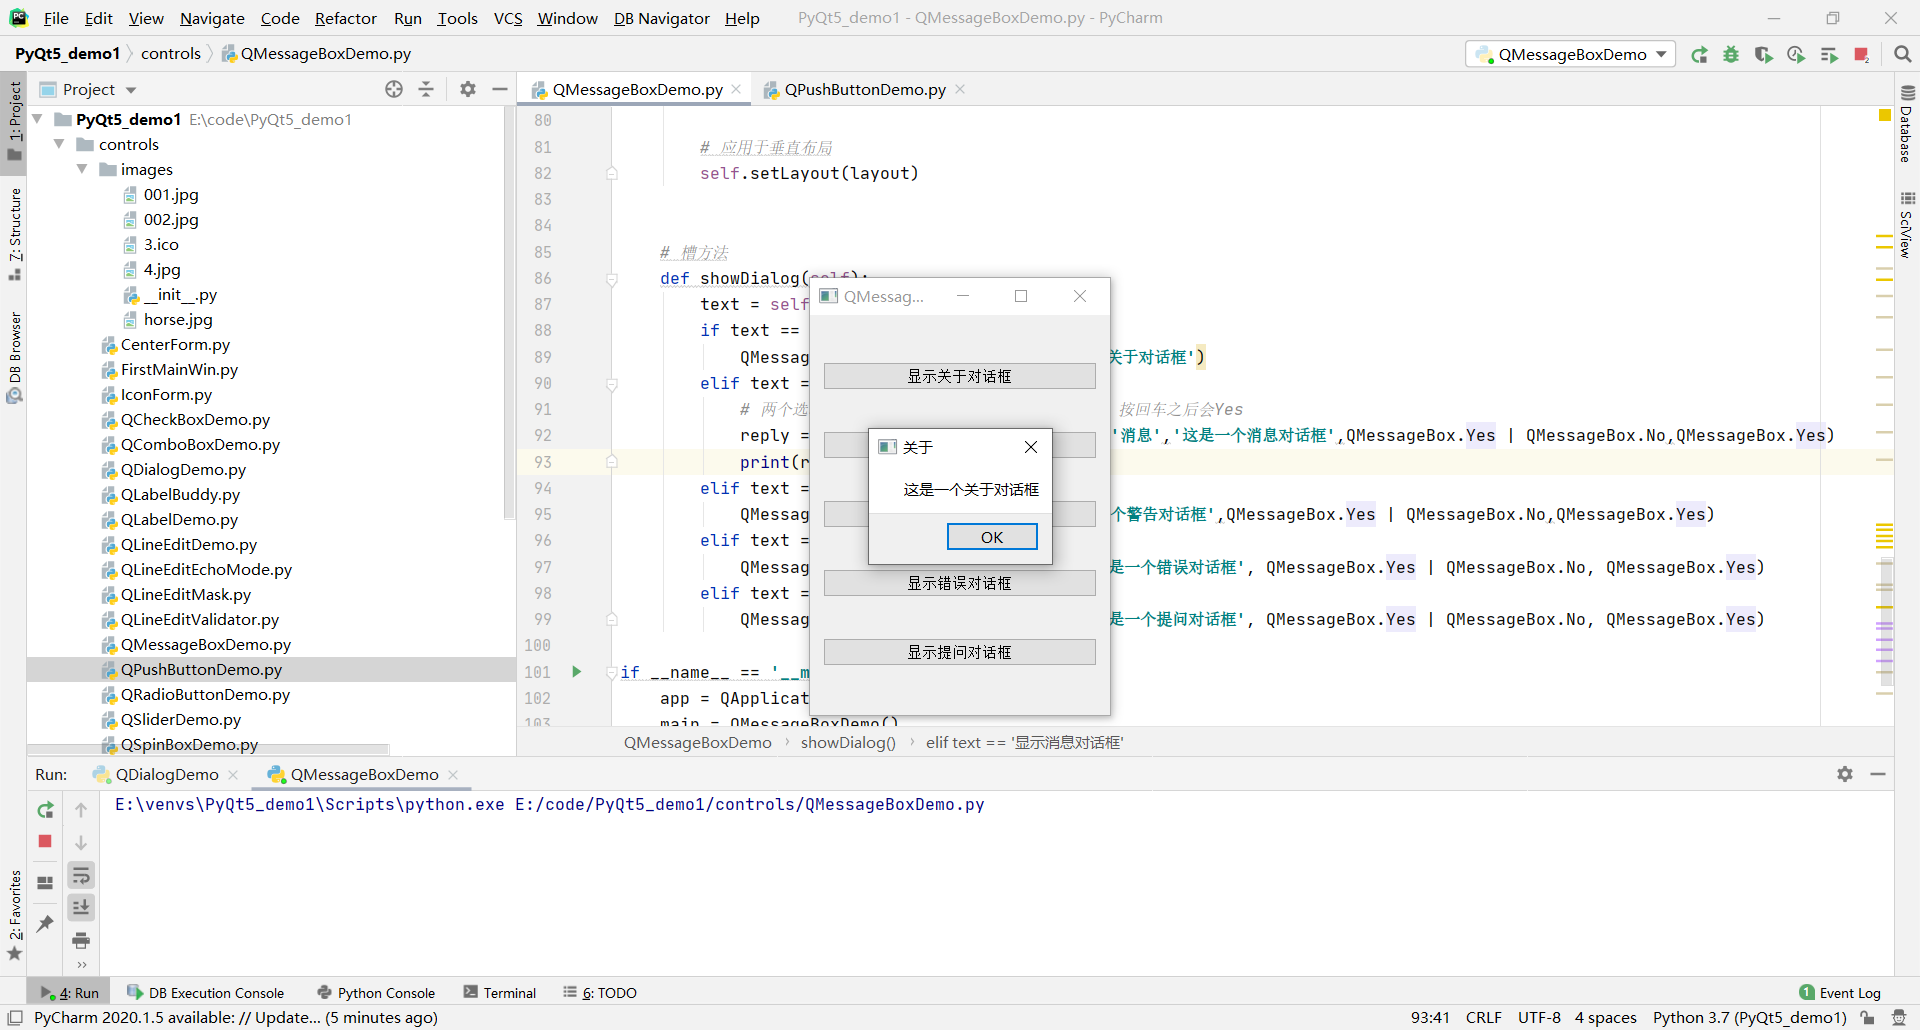 File Edit View Navigate Code Refactor Run Tools VCS Window DB Navigator Help PyQt5_demo1 - QMessageBoxDemo.py - PyCharm
PyQt5_demo1 controls QMessageBoxDemo.py QMessageBoxDemo
1: Project
7: Structure
DB Browser
2: Favorites
Project
PyQt5_demo1 E:\code\PyQt5_demo1
controls
images
001.jpg
002.jpg
3.ico
4.jpg
__init__.py
horse.jpg
CenterForm.py
FirstMainWin.py
IconForm.py
QCheckBoxDemo.py
QComboBoxDemo.py
QDialogDemo.py
QLabelBuddy.py
QLabelDemo.py
QLineEditDemo.py
QLineEditEchoMode.py
QLineEditMask.py
QLineEditValidator.py
QMessageBoxDemo.py
QPushButtonDemo.py
QRadioButtonDemo.py
QSliderDemo.py
QSpinBoxDemo.py
QMessageBoxDemo.py QPushButtonDemo.py
80
81 # 应用于垂直布局
82 self.setLayout(layout)
83
84
85 # 槽方法
86 def showDialog(self):
87 text = self
88 if text ==
89 QMessag 关于对话框')
90 elif text =
91 # 两个选 按回车之后会Yes
92 reply = '消息','这是一个消息对话框',QMessageBox.Yes | QMessageBox.No,QMessageBox.Yes)
93 print(r
94 elif text =
95 QMessag 个警告对话框',QMessageBox.Yes | QMessageBox.No,QMessageBox.Yes)
96 elif text =
97 QMessag 是一个错误对话框', QMessageBox.Yes | QMessageBox.No, QMessageBox.Yes)
98 elif text =
99 QMessag 是一个提问对话框', QMessageBox.Yes | QMessageBox.No, QMessageBox.Yes)
100
101 if __name__ == '__m
102 app = QApplicat
103 main = QMessageBoxDemo()
QMessageBoxDemo showDialog() elif text == '显示消息对话框'
QMessag...
显示关于对话框
关于
这是一个关于对话框
OK
显示错误对话框
显示提问对话框
Database
SciView
Run: QDialogDemo QMessageBoxDemo
E:\venvs\PyQt5_demo1\Scripts\python.exe E:/code/PyQt5_demo1/controls/QMessageBoxDemo.py
4: Run DB Execution Console Python Console Terminal 6: TODO 1 Event Log
PyCharm 2020.1.5 available: // Update... (5 minutes ago) 93:41 CRLF UTF-8 4 spaces Python 3.7 (PyQt5_demo1)